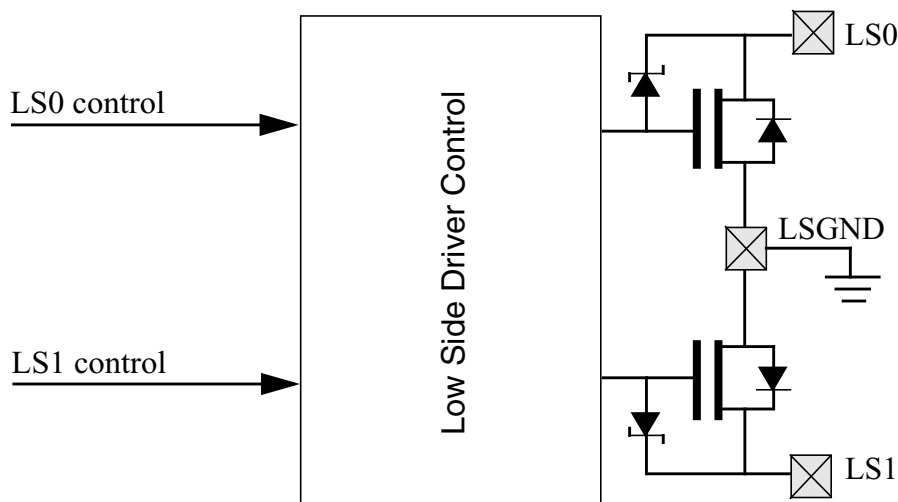 LS0
LS0 control
Low Side Driver Control
LSGND
LS1 control
LS1